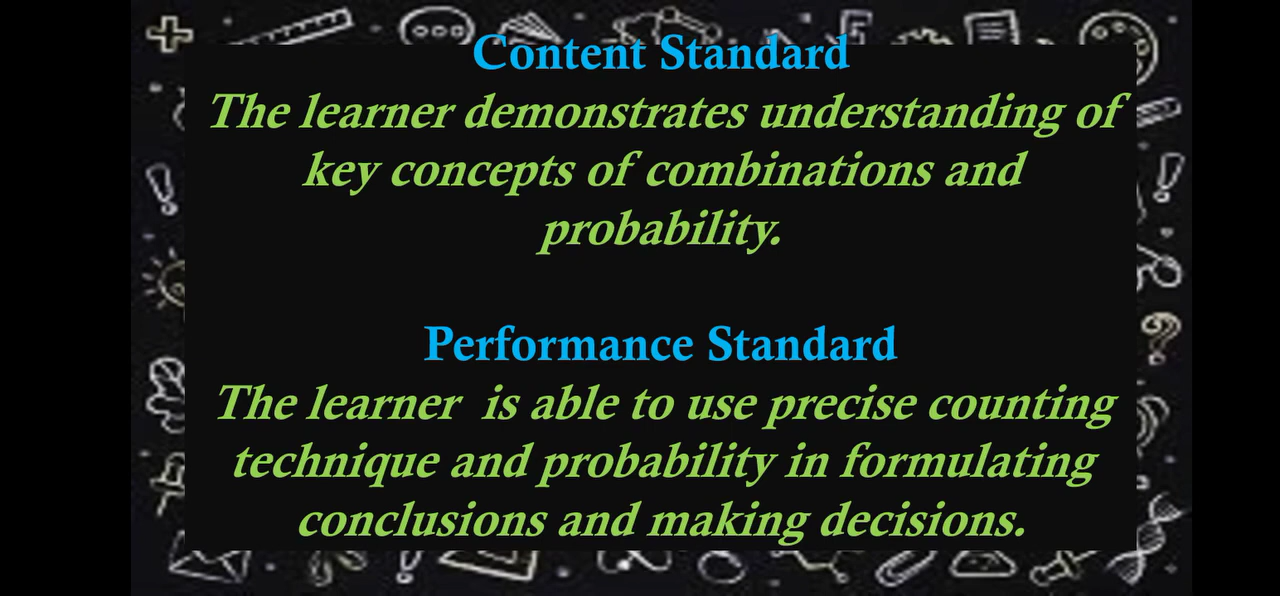 Content Standard
The learner demonstrates understanding of
key concepts of combinations and
probability.
Performance Standard
The learner is able to use precise counting
technique and probability in formulating
conclusions and making decisions.